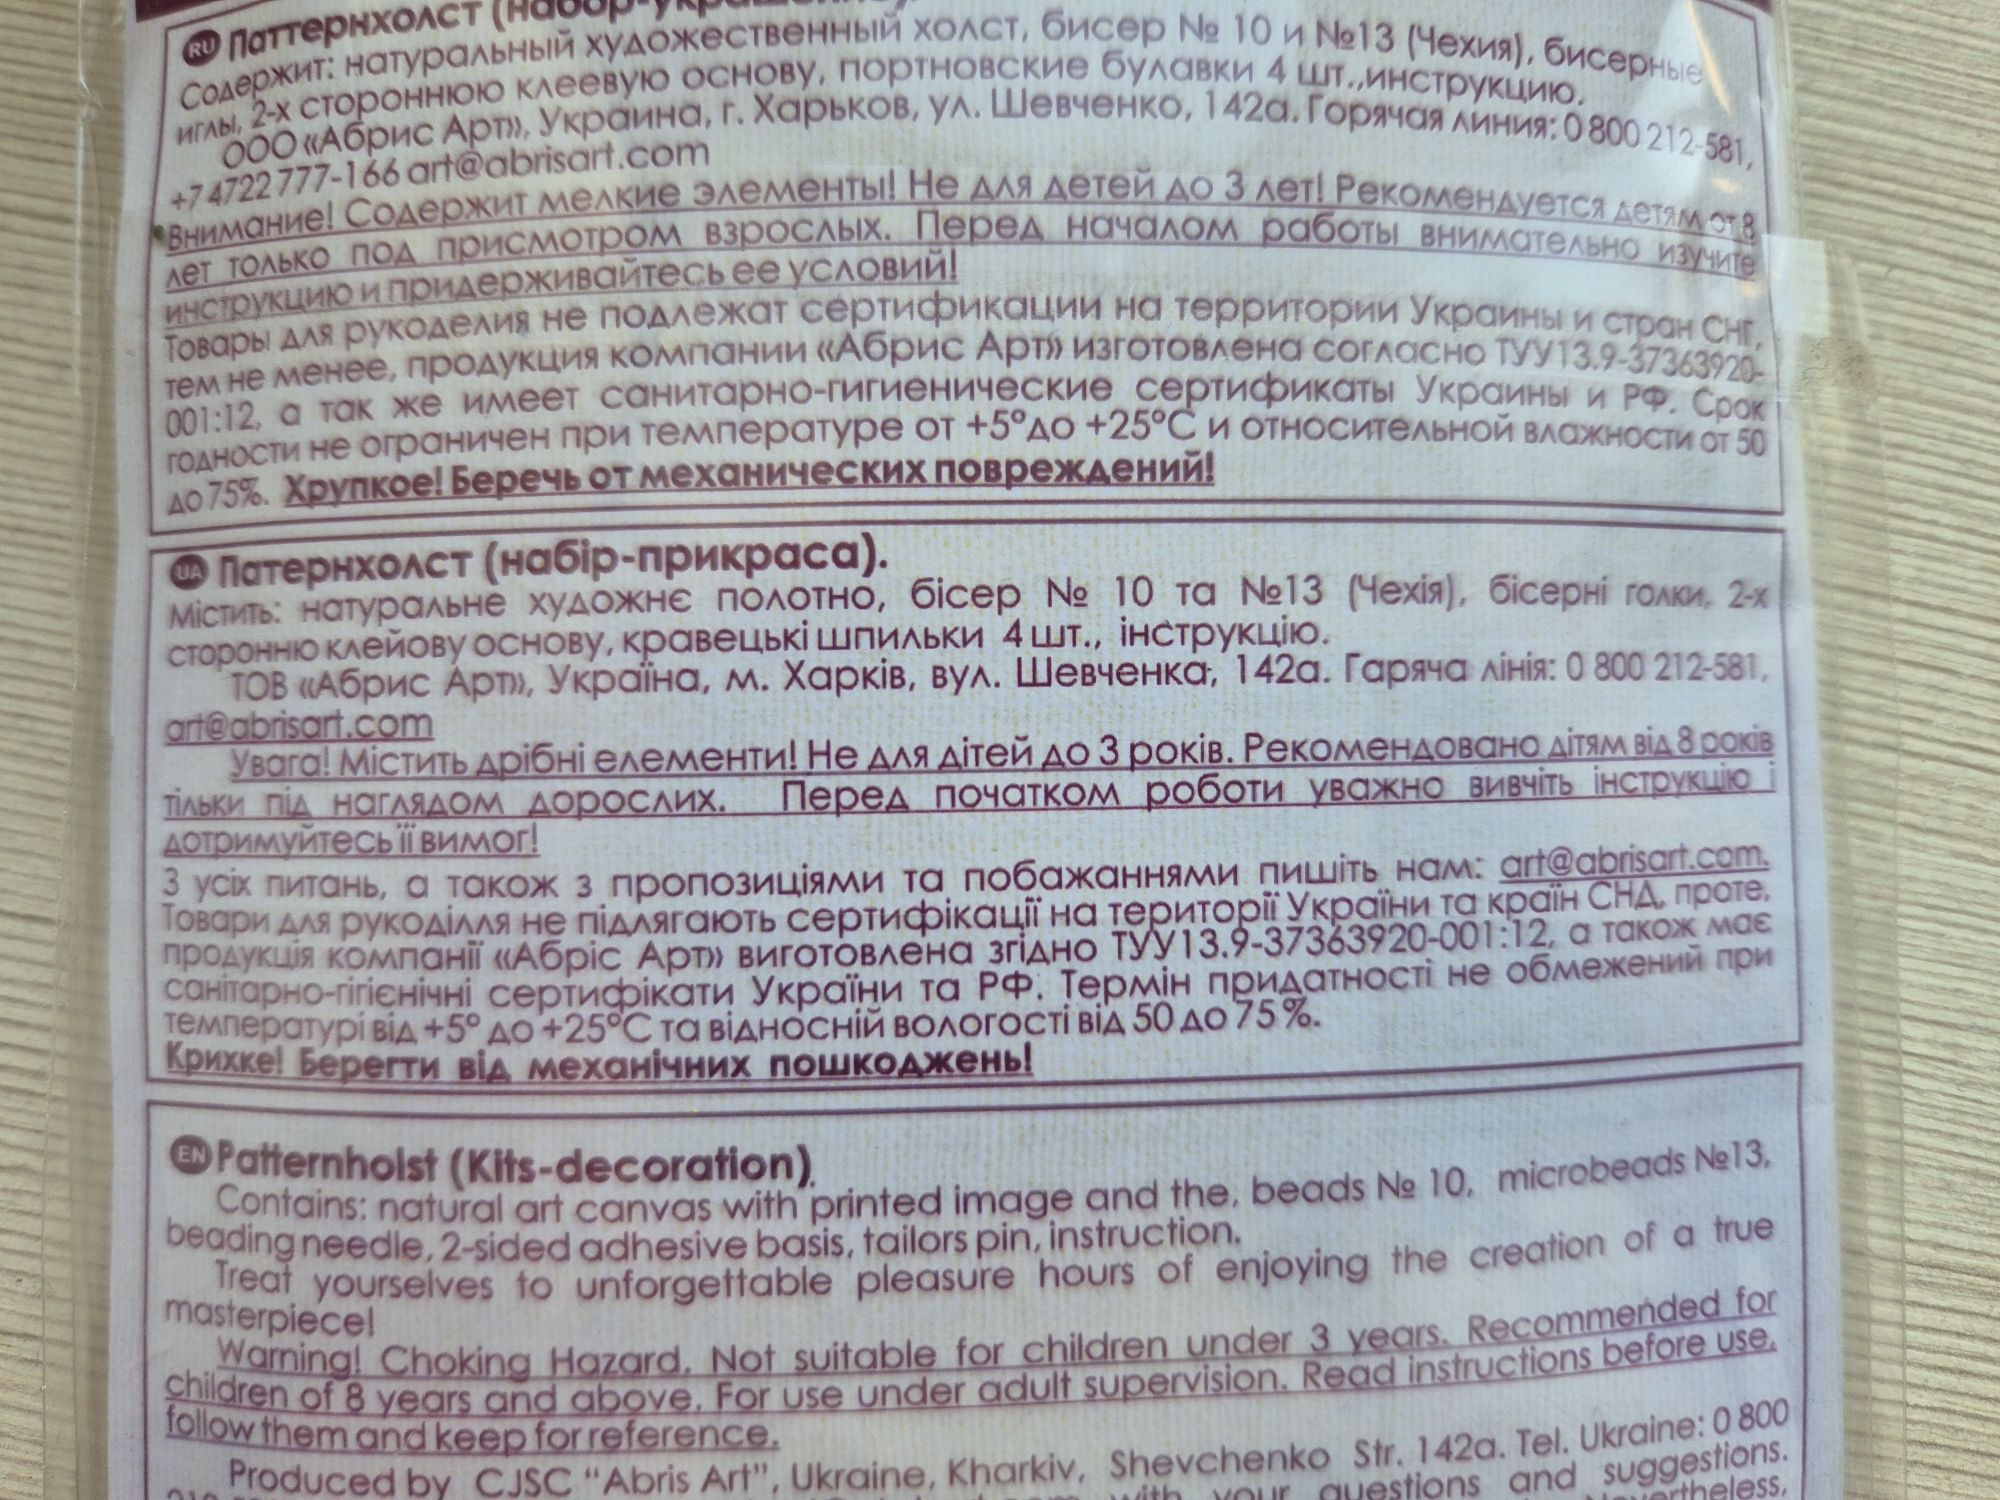 RU Паттернхолст (набор-украшение).
Содержит: натуральный художественный холст, бисер № 10 и №13 (Чехия), бисерные
иглы, 2-х стороннюю клеевую основу, портновские булавки 4 шт.,инструкцию.
ООО «Абрис Арт», Украина, г. Харьков, ул. Шевченко, 142а. Горячая линия: 0 800 212-581,
+7 4722 777-166 art@abrisart.com
Внимание! Содержит мелкие элементы! Не для детей до 3 лет! Рекомендуется детям от 8
лет только под присмотром взрослых. Перед началом работы внимательно изучите
инструкцию и придерживайтесь ее условий!
Товары для рукоделия не подлежат сертификации на территории Украины и стран СНГ,
тем не менее, продукция компании «Абрис Арт» изготовлена согласно ТУУ13.9-37363920-
001:12, а так же имеет санитарно-гигиенические сертификаты Украины и РФ. Срок
годности не ограничен при температуре от +5°до +25°C и относительной влажности от 50
до 75%. Хрупкое! Беречь от механических повреждений!
UA Патернхолст (набір-прикраса).
Містить: натуральне художнє полотно, бісер № 10 та №13 (Чехія), бісерні голки, 2-х
сторонню клейову основу, кравецькі шпильки 4 шт., інструкцію.
ТОВ «Абрис Арт», Україна, м. Харків, вул. Шевченка, 142а. Гаряча лінія: 0 800 212-581,
art@abrisart.com
Увага! Містить дрібні елементи! Не для дітей до 3 років. Рекомендовано дітям від 8 років
тільки під наглядом дорослих. Перед початком роботи уважно вивчіть інструкцію і
дотримуйтесь її вимог!
З усіх питань, а також з пропозиціями та побажаннями пишіть нам: art@abrisart.com.
Товари для рукоділля не підлягають сертифікації на території України та країн СНД, проте,
продукція компанії «Абріс Арт» виготовлена згідно ТУУ13.9-37363920-001:12, а також має
санітарно-гігієнічні сертифікати України та РФ. Термін придатності не обмежений при
температурі від +5° до +25°C та відносній вологості від 50 до 75 %.
Крихке! Берегти від механічних пошкоджень!
EN Patternholst (Kits-decoration).
Contains: natural art canvas with printed image and the, beads № 10, microbeads №13,
beading needle, 2-sided adhesive basis, tailors pin, instruction.
Treat yourselves to unforgettable pleasure hours of enjoying the creation of a true
masterpiece!
Warning! Choking Hazard. Not suitable for children under 3 years. Recommended for
children of 8 years and above. For use under adult supervision. Read instructions before use,
follow them and keep for reference.
Produced by CJSC "Abris Art", Ukraine, Kharkiv, Shevchenko Str. 142a. Tel. Ukraine: 0 800
with your questions and suggestions.